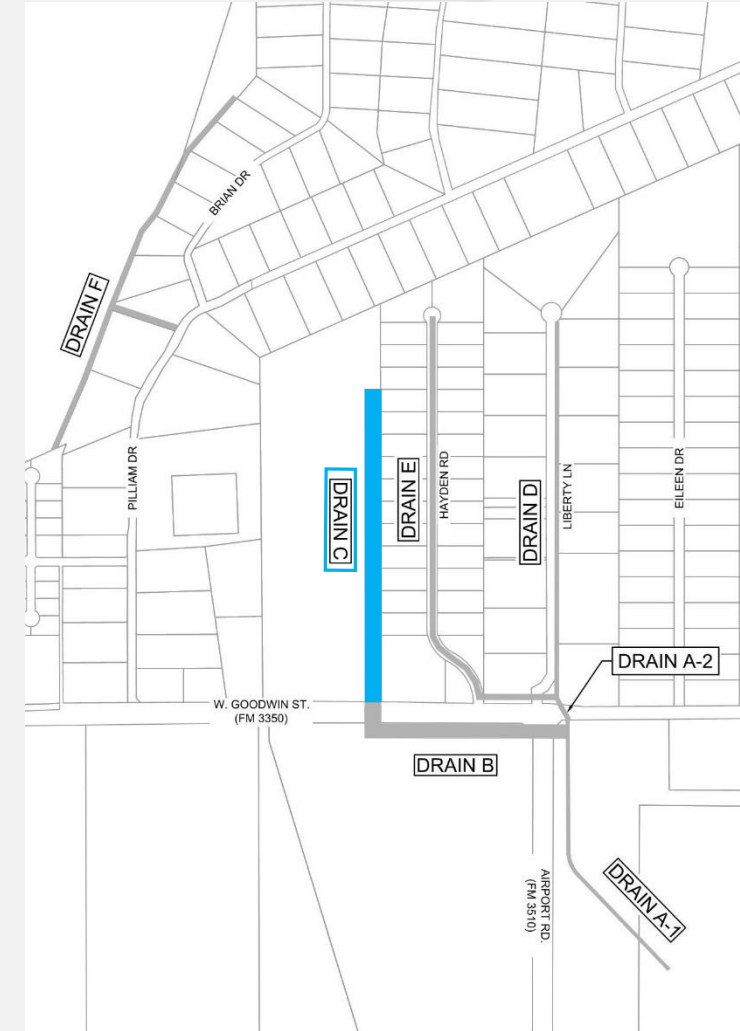 BRIAN DR
DRAIN F
PILLIAM DR
DRAIN C
DRAIN E
HAYDEN RD
DRAIN D
LIBERTY LN
EILEEN DR
DRAIN A-2
W. GOODWIN ST.
(FM 3350)
DRAIN B
AIRPORT RD.
(FM 3510)
DRAIN A-1